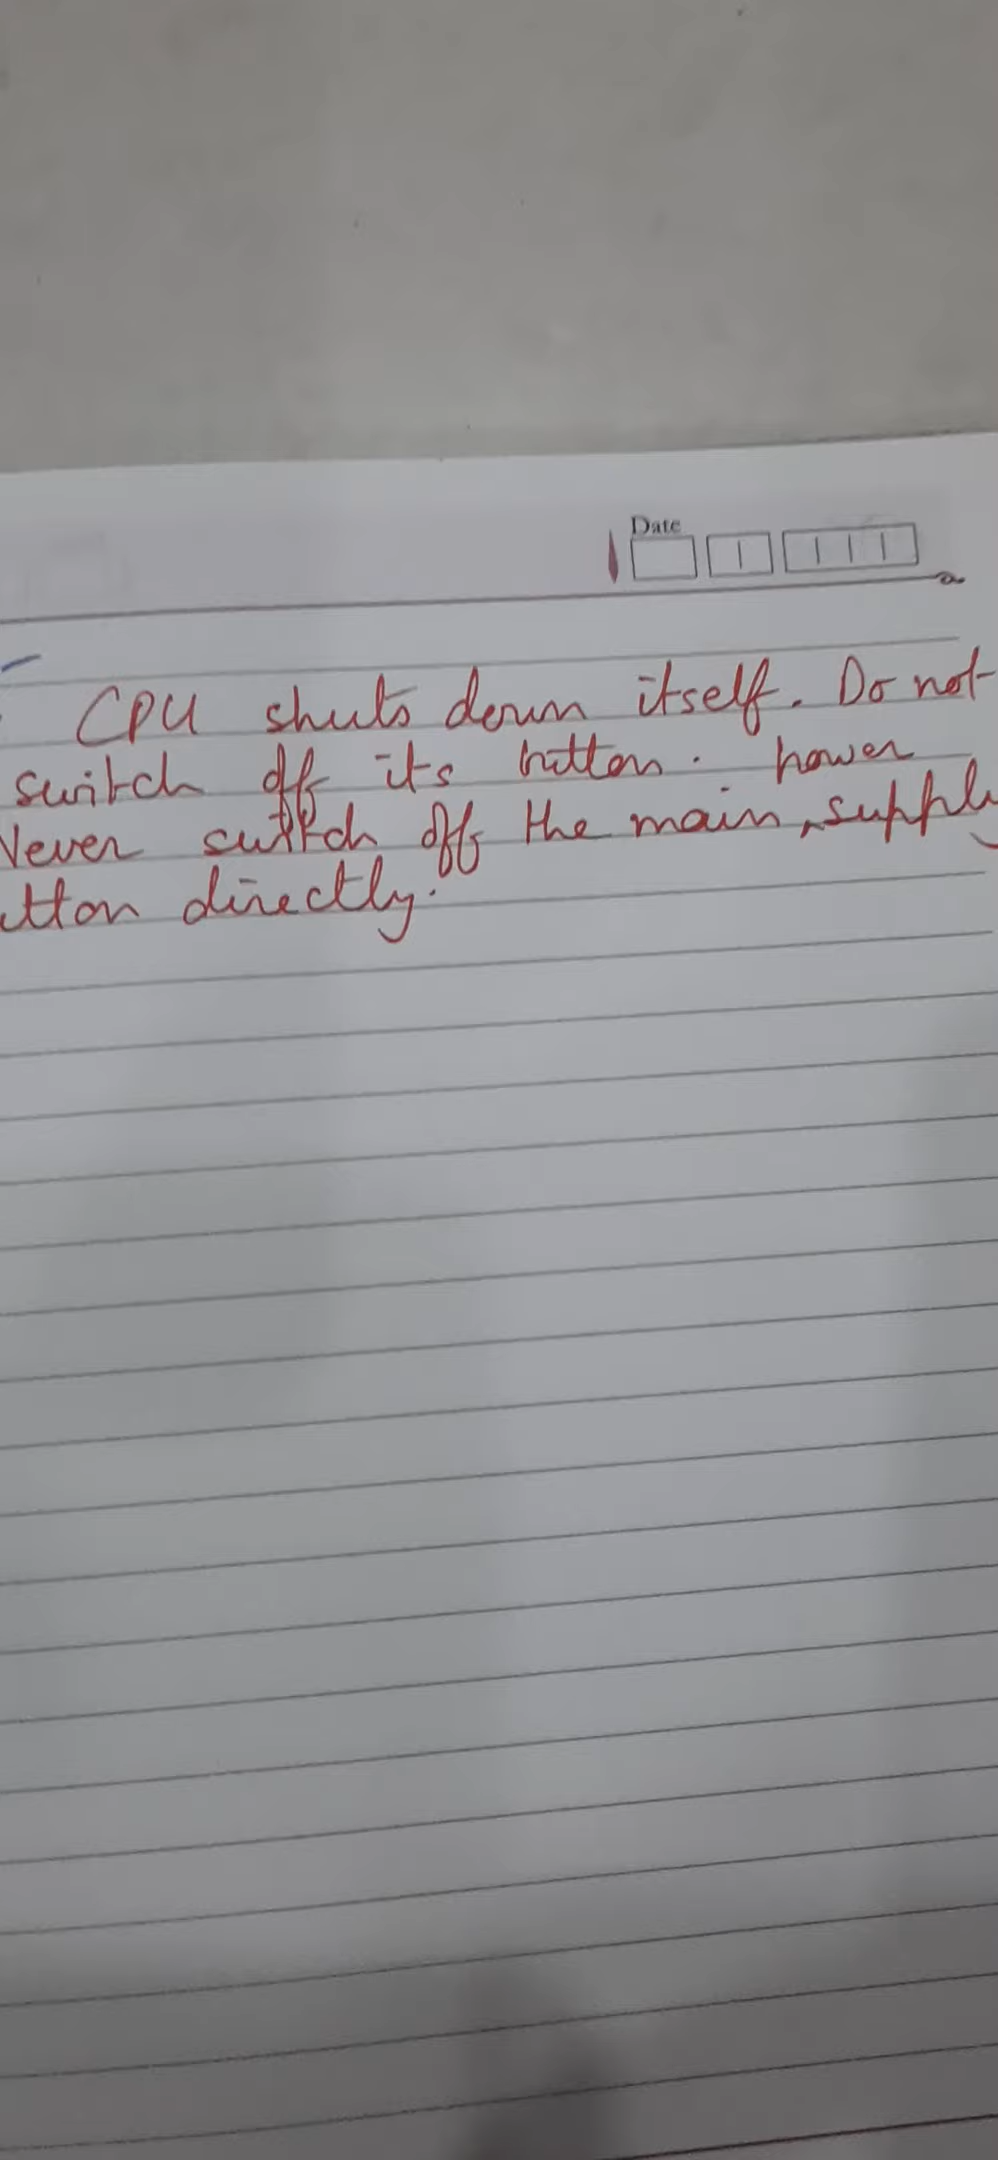 Date
CPU shuts down itself. Do not
switch off its button. power
Never switch off the main supply
utton directly.